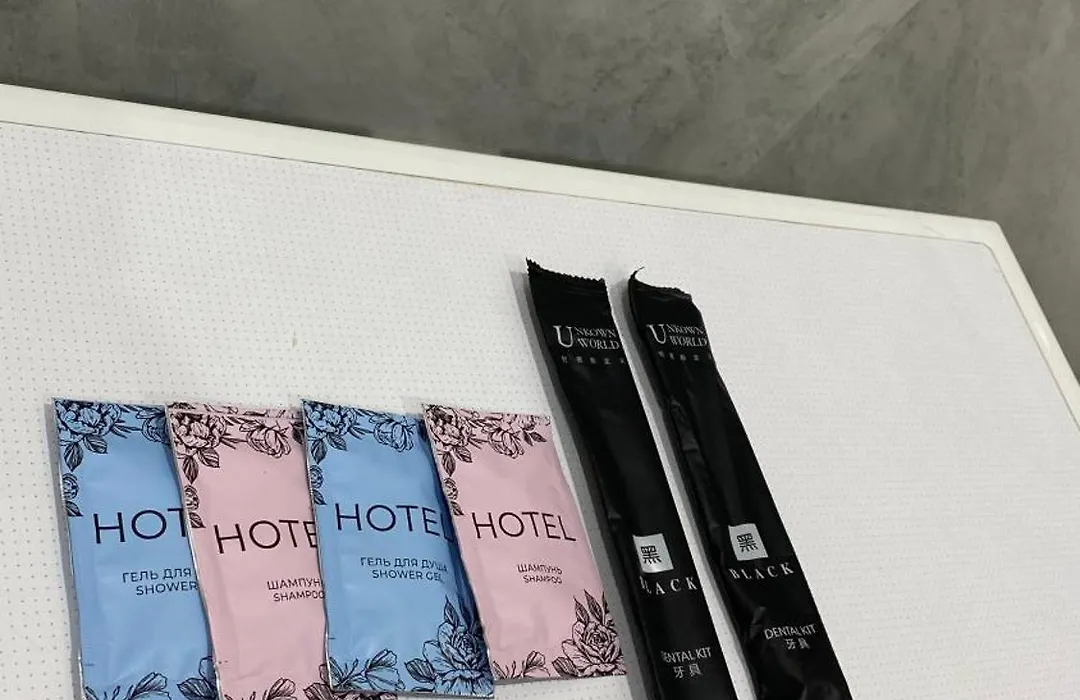 HOT
ГЕЛЬ ДЛЯ
SHOWER
HOTE
ШАМПУН
SHAMPOO
HOTEL
ГЕЛЬ ДЛЯ ДУША
SHOWER GEL
HOTEL
ШАМПУНЬ
SHAMPOO
UNKOWN
WORLD
黑
BLACK
DENTAL KIT
牙具
UNKOWN
WORLD
黑
BLACK
DENTAL KIT
牙具